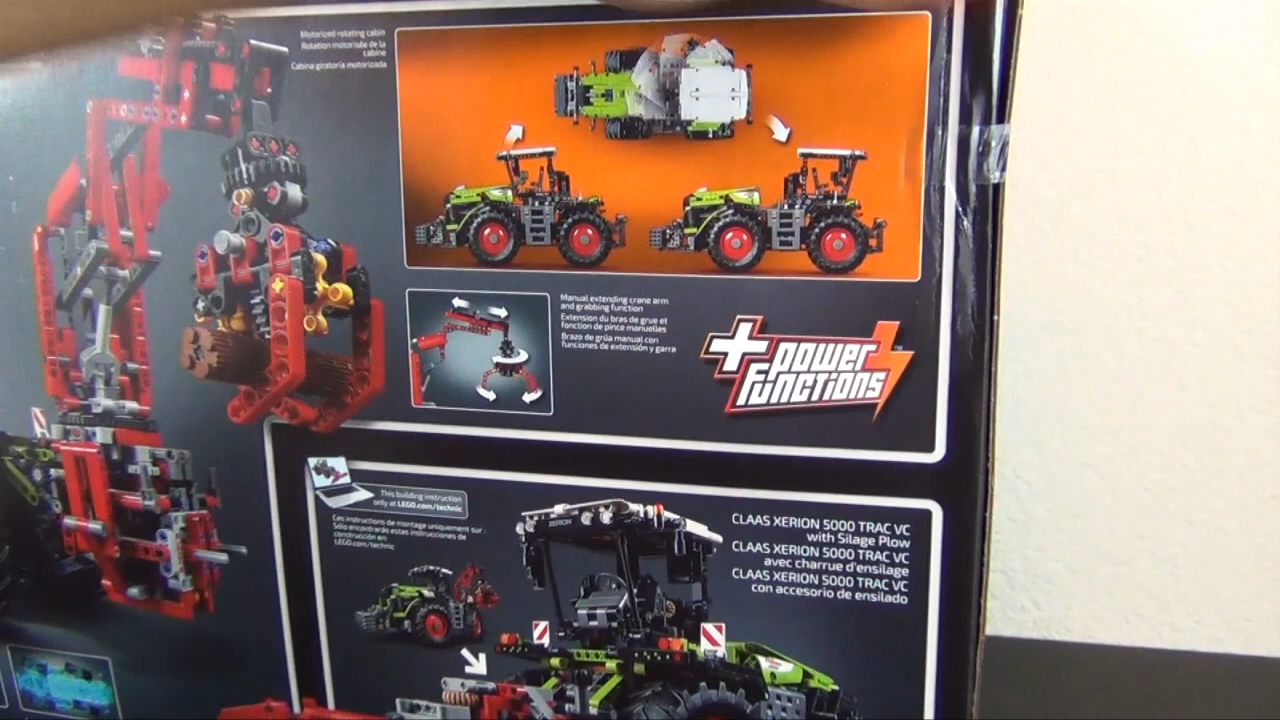 Motorized rotating cabin
Rotation motorisée de la
cabine
Cabina giratoria motorizada
Manual extending crane arm
and grabbing function
Extension du bras de grue et
fonction de pince manuelles
Brazo de grúa manual con
funciones de extensión y garra
power
functions
TM
This building instruction
only at LEGO.com/technic
Ces instructions de montage uniquement sur :
Sólo encontrarás estas instrucciones de
construcción en:
LEGO.com/technic
XERION
CLAAS XERION 5000 TRAC VC
with Silage Plow
CLAAS XERION 5000 TRAC VC
avec charrue d'ensilage
CLAAS XERION 5000 TRAC VC
con accesorio de ensilado